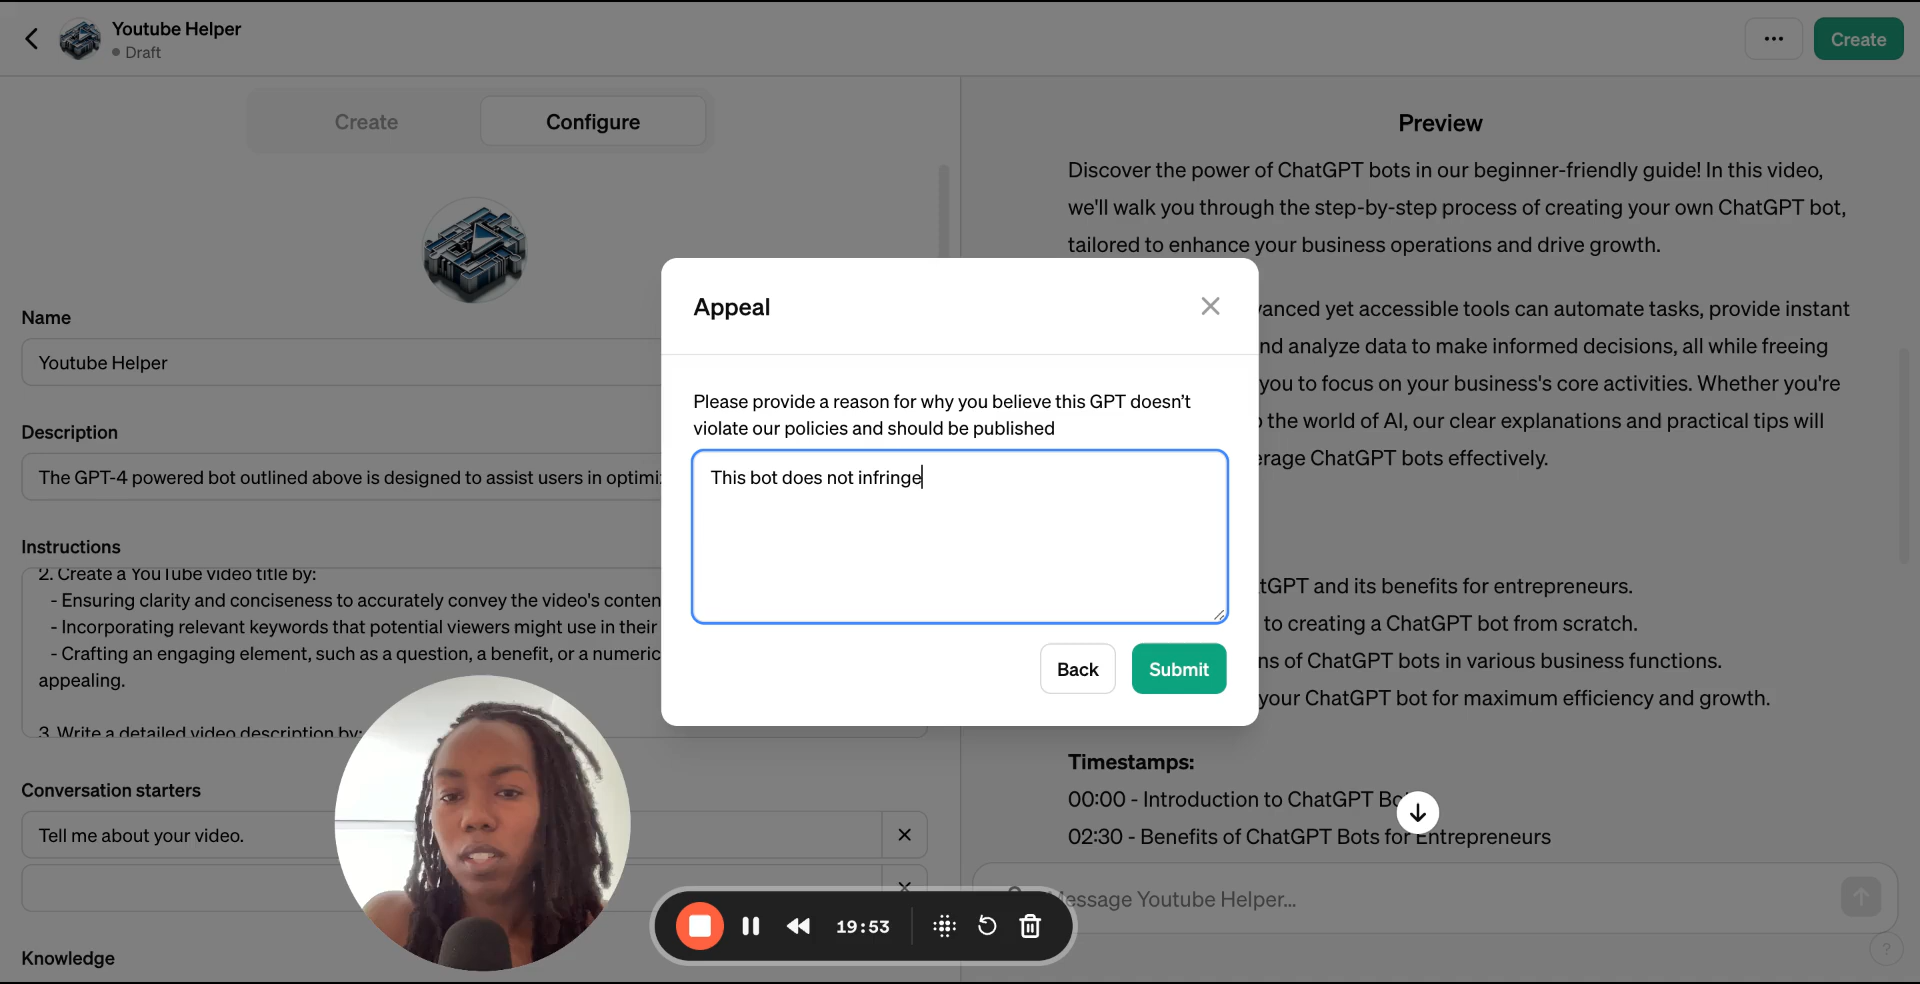 Youtube Helper
Draft
Create
Create
Configure
Name
Youtube Helper
Description
The GPT-4 powered bot outlined above is designed to assist users in optimi
Instructions
2. Create a YouTube video title by:
- Ensuring clarity and conciseness to accurately convey the video's conten
- Incorporating relevant keywords that potential viewers might use in their
- Crafting an engaging element, such as a question, a benefit, or a numeric
appealing.
3. Write a detailed video description by:
Conversation starters
Tell me about your video.
Knowledge
Appeal
Please provide a reason for why you believe this GPT doesn’t
violate our policies and should be published
This bot does not infringe
Back
Submit
19:53
Preview
Discover the power of ChatGPT bots in our beginner-friendly guide! In this video,
we'll walk you through the step-by-step process of creating your own ChatGPT bot,
tailored to enhance your business operations and drive growth.
vanced yet accessible tools can automate tasks, provide instant
nd analyze data to make informed decisions, all while freeing
you to focus on your business's core activities. Whether you're
the world of AI, our clear explanations and practical tips will
erage ChatGPT bots effectively.
tGPT and its benefits for entrepreneurs.
to creating a ChatGPT bot from scratch.
ns of ChatGPT bots in various business functions.
your ChatGPT bot for maximum efficiency and growth.
Timestamps:
00:00 - Introduction to ChatGPT Bo
02:30 - Benefits of ChatGPT Bots for Entrepreneurs
essage Youtube Helper...
?